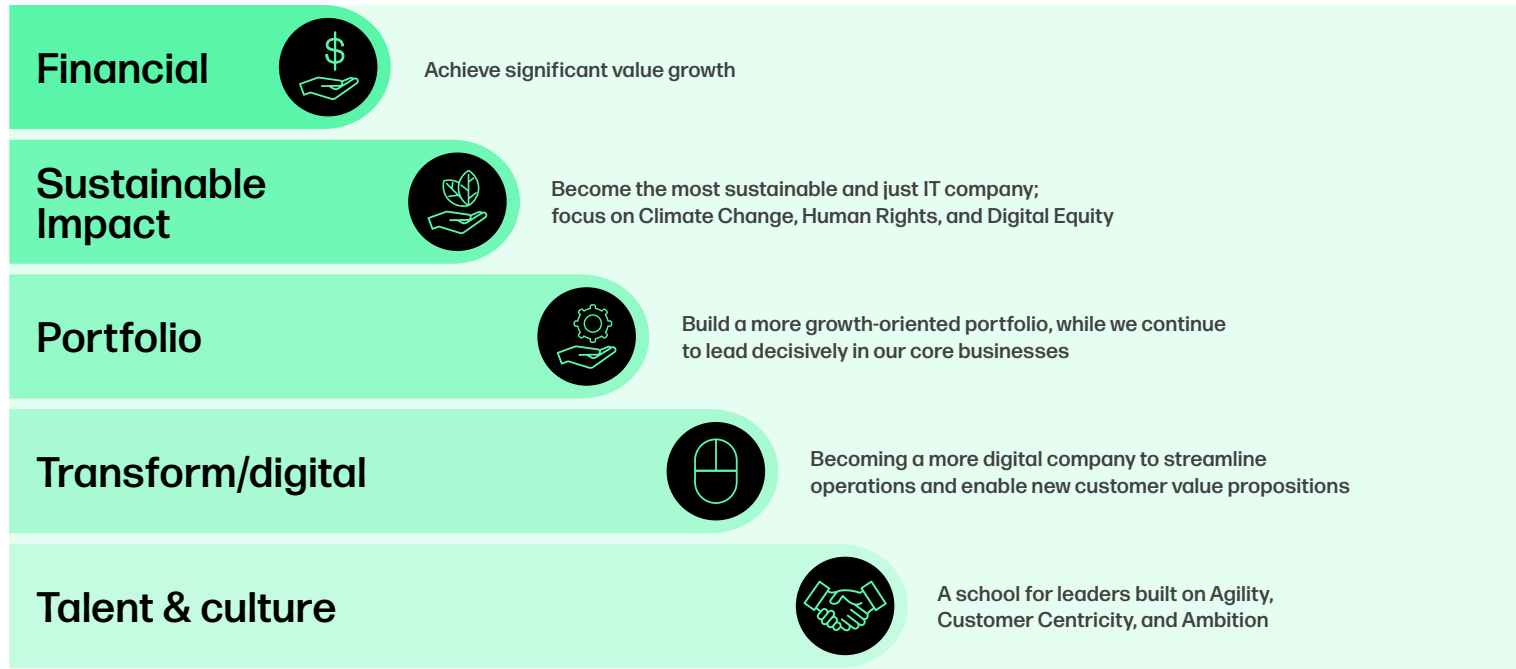 Financial
$
Achieve significant value growth
Sustainable
Impact
Become the most sustainable and just IT company;
focus on Climate Change, Human Rights, and Digital Equity
Portfolio
Build a more growth-oriented portfolio, while we continue
to lead decisively in our core businesses
Transform/digital
Becoming a more digital company to streamline
operations and enable new customer value propositions
Talent & culture
A school for leaders built on Agility,
Customer Centricity, and Ambition